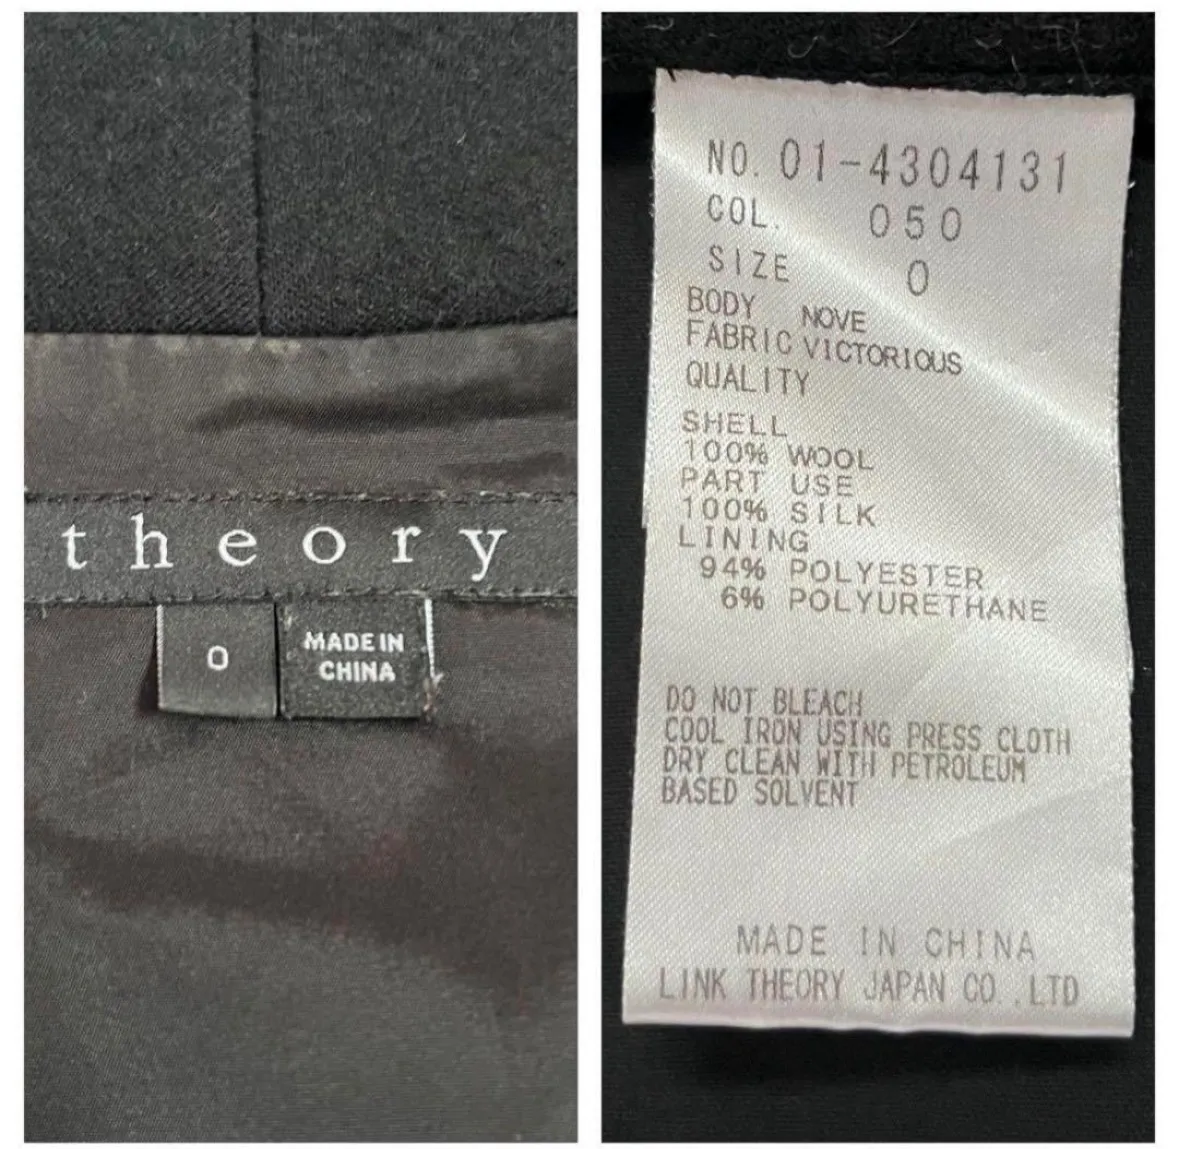 theory
0
MADE IN
CHINA
NO. 01-4304131
COL. 050
SIZE 0
BODY NOVE
FABRIC VICTORIOUS
QUALITY
SHELL
100% WOOL
PART USE
100% SILK
LINING
94% POLYESTER
6% POLYURETHANE
DO NOT BLEACH
COOL IRON USING PRESS CLOTH
DRY CLEAN WITH PETROLEUM
BASED SOLVENT
MADE IN CHINA
LINK THEORY JAPAN CO.,LTD